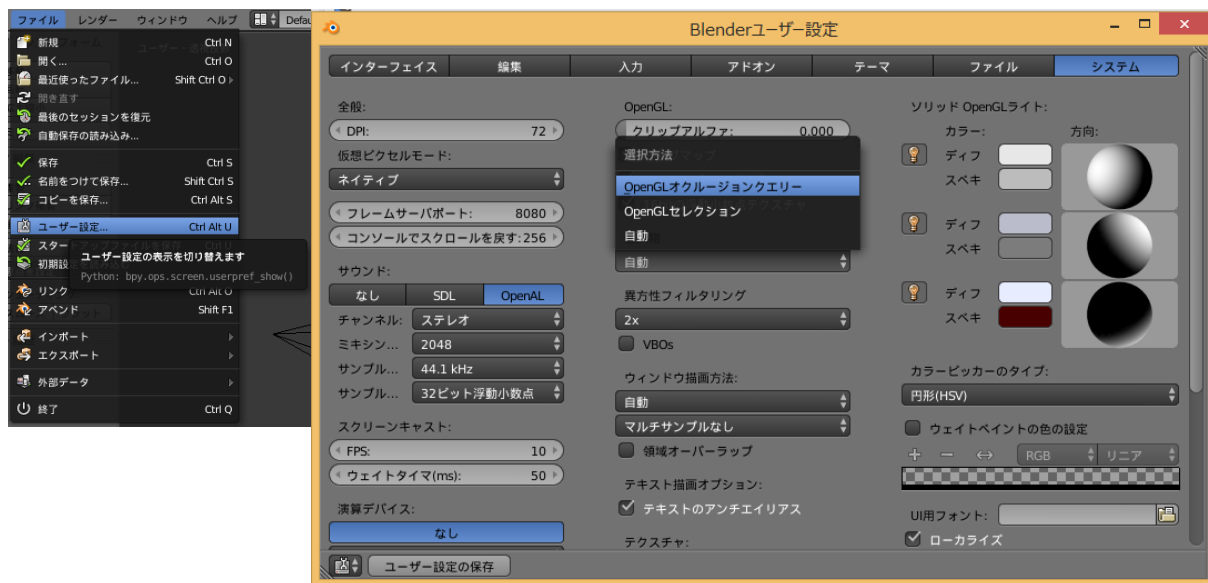 ファイル レンダー ウィンドウ ヘルプ
新規 Ctrl N
開く... Ctrl O
最近使ったファイル... Shift Ctrl O
開き直す
最後のセッションを復元
自動保存の読み込み...
保存 Ctrl S
名前をつけて保存... Shift Ctrl S
コピーを保存... Ctrl Alt S
ユーザー設定... Ctrl Alt U
スタートアップファイルを保存 Ctrl U
初期設
ユーザー設定の表示を切り替えます
Python: bpy.ops.screen.userpref_show()
リンク Ctrl Alt O
アペンド Shift F1
インポート
エクスポート
外部データ
終了 Ctrl Q
Blenderユーザー設定
インターフェイス 編集 入力 アドオン テーマ ファイル システム
全般:
DPI: 72
仮想ピクセルモード:
ネイティブ
フレームサーバポート: 8080
コンソールでスクロールを戻す: 256
サウンド:
なし SDL OpenAL
チャンネル: ステレオ
ミキシン... 2048
サンプル... 44.1 kHz
サンプル... 32ビット浮動小数点
スクリーンキャスト:
FPS: 10
ウェイトタイマ(ms): 50
演算デバイス:
なし
OpenGL:
クリップアルファ: 0.000
選択方法
OpenGLオクルージョンクエリー
OpenGLセレクション
自動
自動
異方性フィルタリング
2x
VBOs
ウィンドウ描画方法:
自動
マルチサンプルなし
領域オーバーラップ
テキスト描画オプション:
テキストのアンチエイリアス
テクスチャ:
ソリッド OpenGLライト:
カラー: 方向:
ディフ
スペキ
ディフ
スペキ
ディフ
スペキ
カラーピッカーのタイプ:
円形(HSV)
ウェイトペイントの色の設定
RGB リニア
UI用フォント:
ローカライズ
ユーザー設定の保存